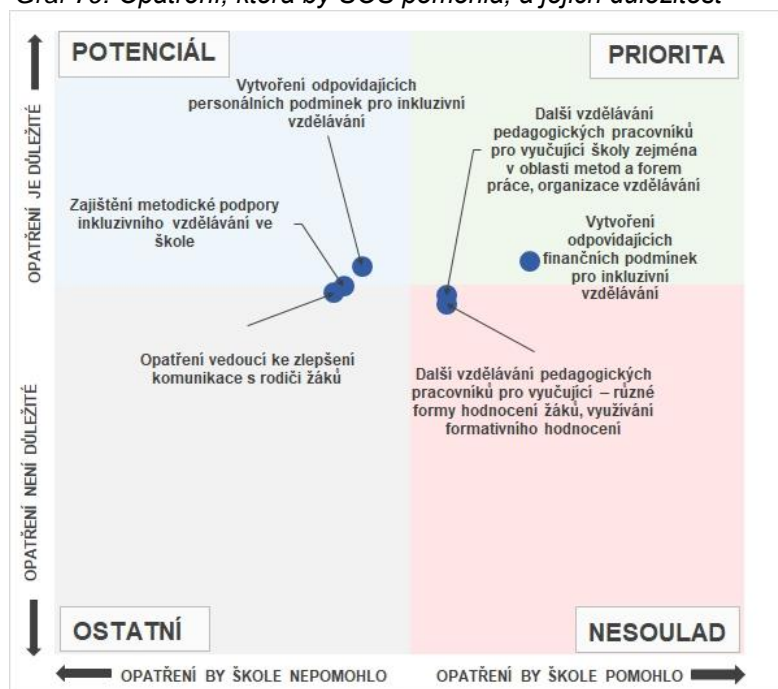 Graf 79: Opatření, která by SOŠ pomohla, a jejich důležitost
POTENCIÁL
PRIORITA
Vytvoření odpovídajících
personálních podmínek pro inkluzivní
vzdělávání
Další vzdělávání
pedagogických pracovníků
pro vyučující školy zejména
v oblasti metod a forem
práce, organizace vzdělávání
Zajištění metodické podpory
inkluzivního vzdělávání ve
škole
Vytvoření
odpovídajících
finančních podmínek
pro inkluzivní
vzdělávání
Opatření vedoucí ke zlepšení
komunikace s rodiči žáků
Další vzdělávání pedagogických
pracovníků pro vyučující – různé
formy hodnocení žáků, využívání
formativního hodnocení
OPATŘENÍ JE DŮLEŽITÉ
OPATŘENÍ NENÍ DŮLEŽITÉ
OSTATNÍ
NESOULAD
OPATŘENÍ BY ŠKOLE NEPOMOHLO
OPATŘENÍ BY ŠKOLE POMOHLO